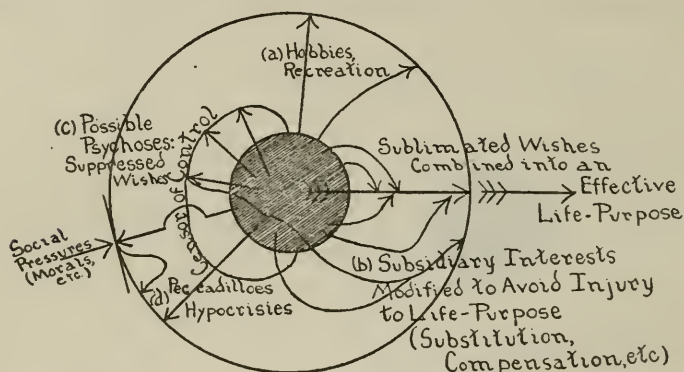 (a) Hobbies,
Recreation
(c) Possible
Psychoses:
Suppressed
Wishes
Censor of Control
Sublimated Wishes
Combined into an
Effective
Life-Purpose
Social
Pressures
(Morals,
etc.)
(d) Peccadilloes
Hypocrisies
(b) Subsidiary Interests
Modified to Avoid Injury
to Life-Purpose
(Substitution,
Compensation, etc)